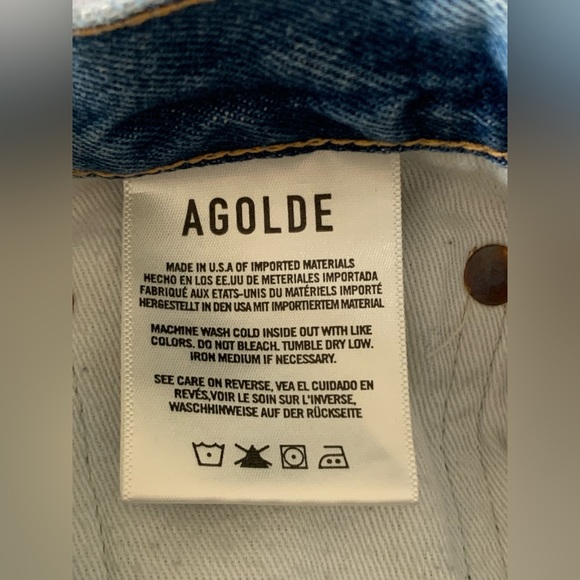 AGOLDE
MADE IN U.S.A OF IMPORTED MATERIALS
HECHO EN LOS EE.UU DE METERIALES IMPORTADA
FABRIQUÉ AUX ETATS-UNIS DU MATÉRIELS IMPORTÉ
HERGESTELLT IN DEN USA MIT IMPORTIERTEM MATERIAL
MACHINE WASH COLD INSIDE OUT WITH LIKE
COLORS. DO NOT BLEACH. TUMBLE DRY LOW.
IRON MEDIUM IF NECESSARY.
SEE CARE ON REVERSE, VEA EL CUIDADO EN
REVÉS,VOIR LE SOIN SUR L'INVERSE,
WASCHHINWEISE AUF DER RÜCKSEITE